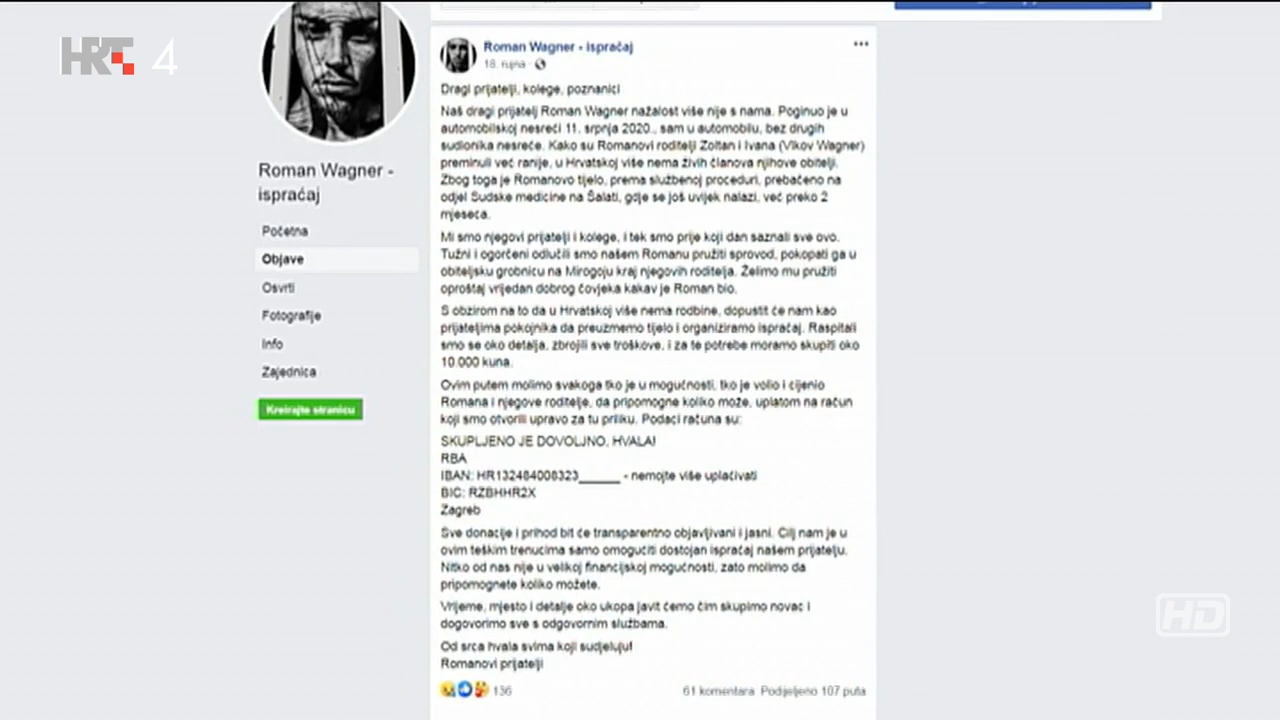 HRT 4
Roman Wagner - ispraćaj
18. rujna
Dragi prijatelji, kolege, poznanici
Naš dragi prijatelj Roman Wagner nažalost više nije s nama. Poginuo je u
automobilskoj nesreći 11. srpnja 2020., sam u automobilu, bez drugih
sudionika nesreće. Kako su Romanovi roditelji Zoltan i Ivana (Vlkov Wagner)
preminuli već ranije, u Hrvatskoj više nema živih članova njihove obitelji.
Zbog toga je Romanovo tijelo, prema službenoj proceduri, prebačeno na
odjel Sudske medicine na Šalati, gdje se još uvijek nalazi, već preko 2
mjeseca.
Mi smo njegovi prijatelji i kolege, i tek smo prije koji dan saznali sve ovo.
Tužni i ogorčeni odlučili smo našem Romanu pružiti sprovod, pokopati ga u
obiteljsku grobnicu na Mirogoju kraj njegovih roditelja. Želimo mu pružiti
oproštaj vrijedan dobrog čovjeka kakav je Roman bio.
S obzirom na to da u Hrvatskoj više nema rodbine, dopustit će nam kao
prijateljima pokojnika da preuzmemo tijelo i organiziramo ispraćaj. Raspitali
smo se oko detalja, zbrojili sve troškove, i za te potrebe moramo skupiti oko
10.000 kuna.
Ovim putem molimo svakoga tko je u mogućnosti, tko je volio i cijenio
Romana i njegove roditelje, da pripomogne koliko može, uplatom na račun
koji smo otvorili upravo za tu priliku. Podaci računa su:
SKUPLJENO JE DOVOLJNO, HVALA!
RBA
IBAN: HR132484008323______ - nemojte više uplaćivati
BIC: RZBHHR2X
Zagreb
Sve donacije i prihod bit će transparentno objavljivani i jasni. Cilj nam je u
ovim teškim trenucima samo omogućiti dostojan ispraćaj našem prijatelju.
Nitko od nas nije u velikoj financijskoj mogućnosti, zato molimo da
pripomognete koliko možete.
Vrijeme, mjesto i detalje oko ukopa javit ćemo čim skupimo novac i
dogovorimo sve s odgovornim službama.
Od srca hvala svima koji sudjeluju!
Romanovi prijatelji
136
61 komentara Podijeljeno 107 puta
Roman Wagner -
ispraćaj
Početna
Objave
Osvrti
Fotografije
Info
Zajednica
Kreirajte stranicu
HD